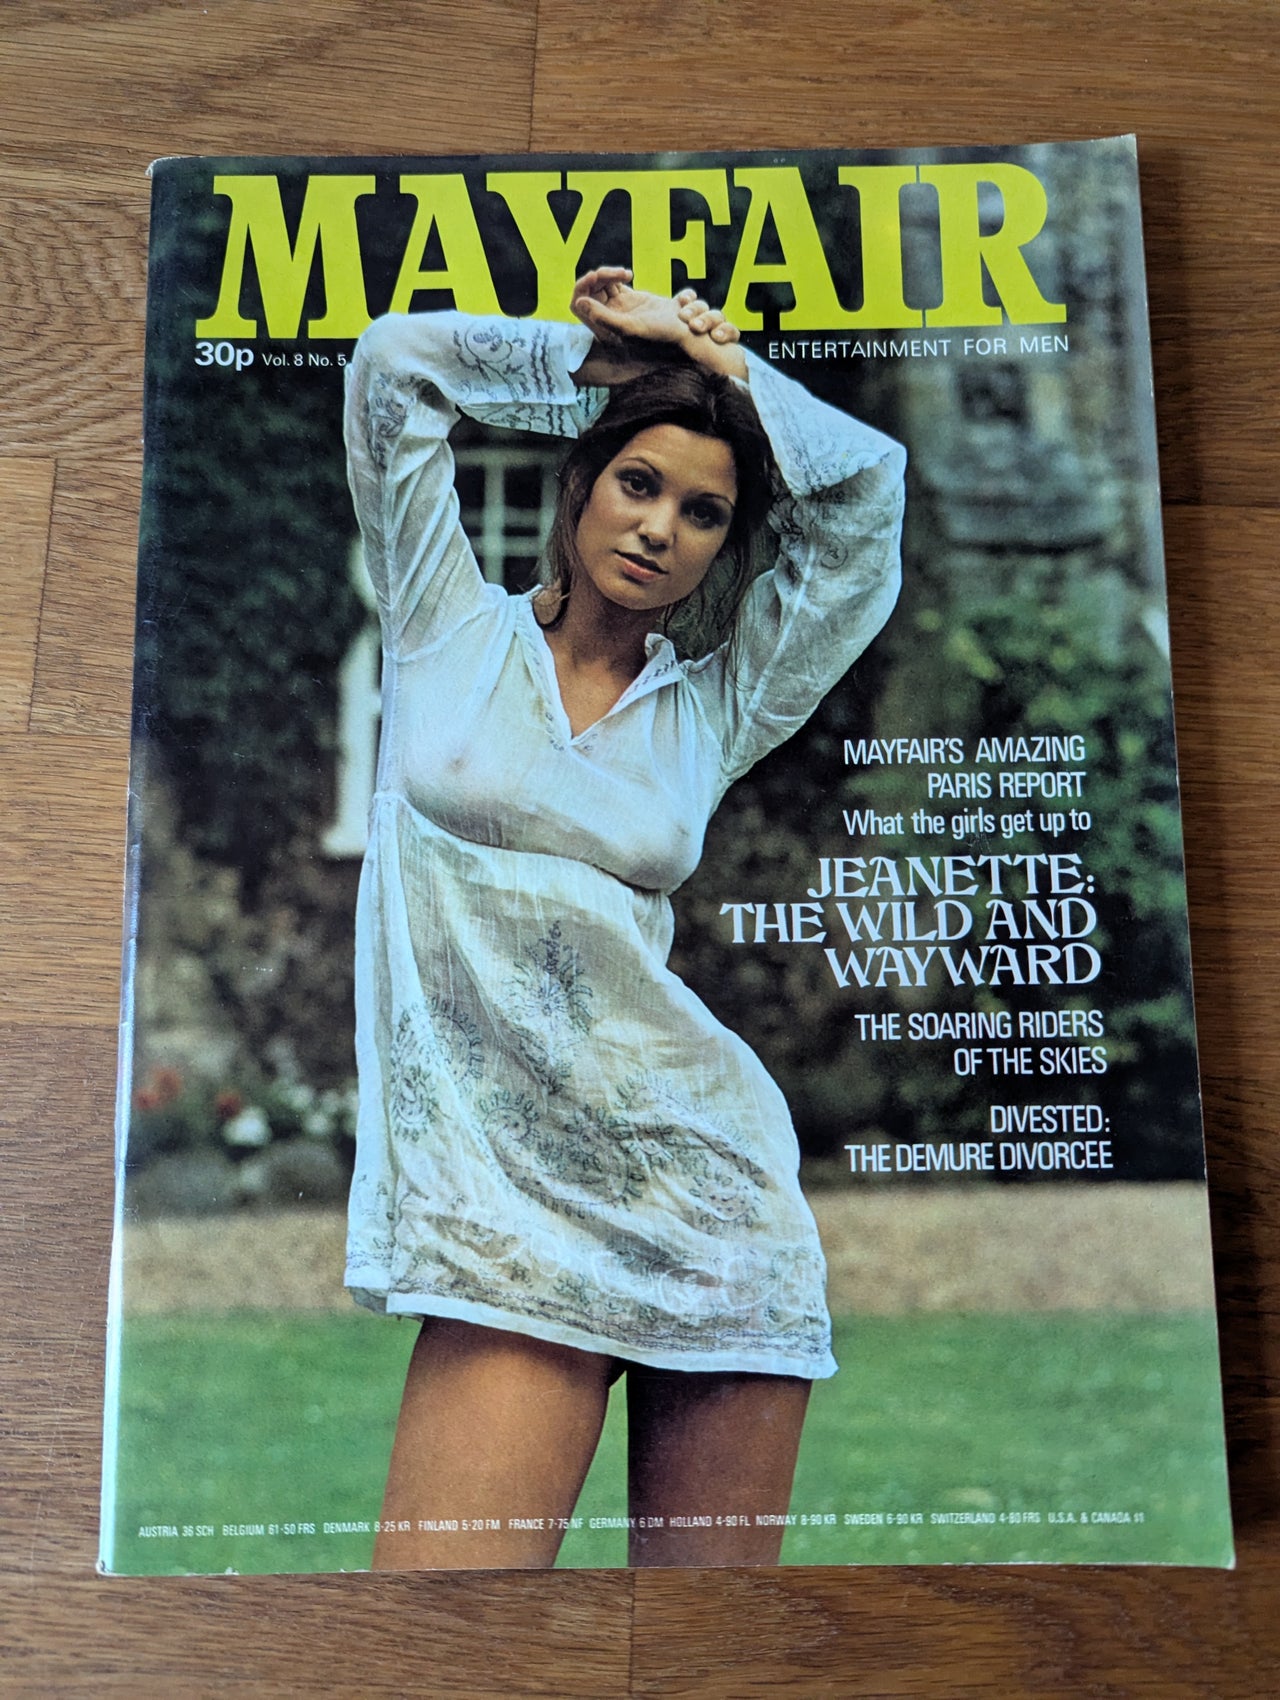 MAYFAIR
30p Vol. 8 No. 5
ENTERTAINMENT FOR MEN
MAYFAIR'S AMAZING
PARIS REPORT
What the girls get up to
JEANETTE:
THE WILD AND
WAYWARD
THE SOARING RIDERS
OF THE SKIES
DIVESTED:
THE DEMURE DIVORCEE
AUSTRIA 36 SCH BELGIUM 61·50 FRS DENMARK 8·25 KR FINLAND 5·20 FM FRANCE 7·75 NF GERMANY 6 DM HOLLAND 4·90 FL NORWAY 8·90 KR SWEDEN 6·90 KR SWITZERLAND 4·80 FRS U.S.A. & CANADA $1